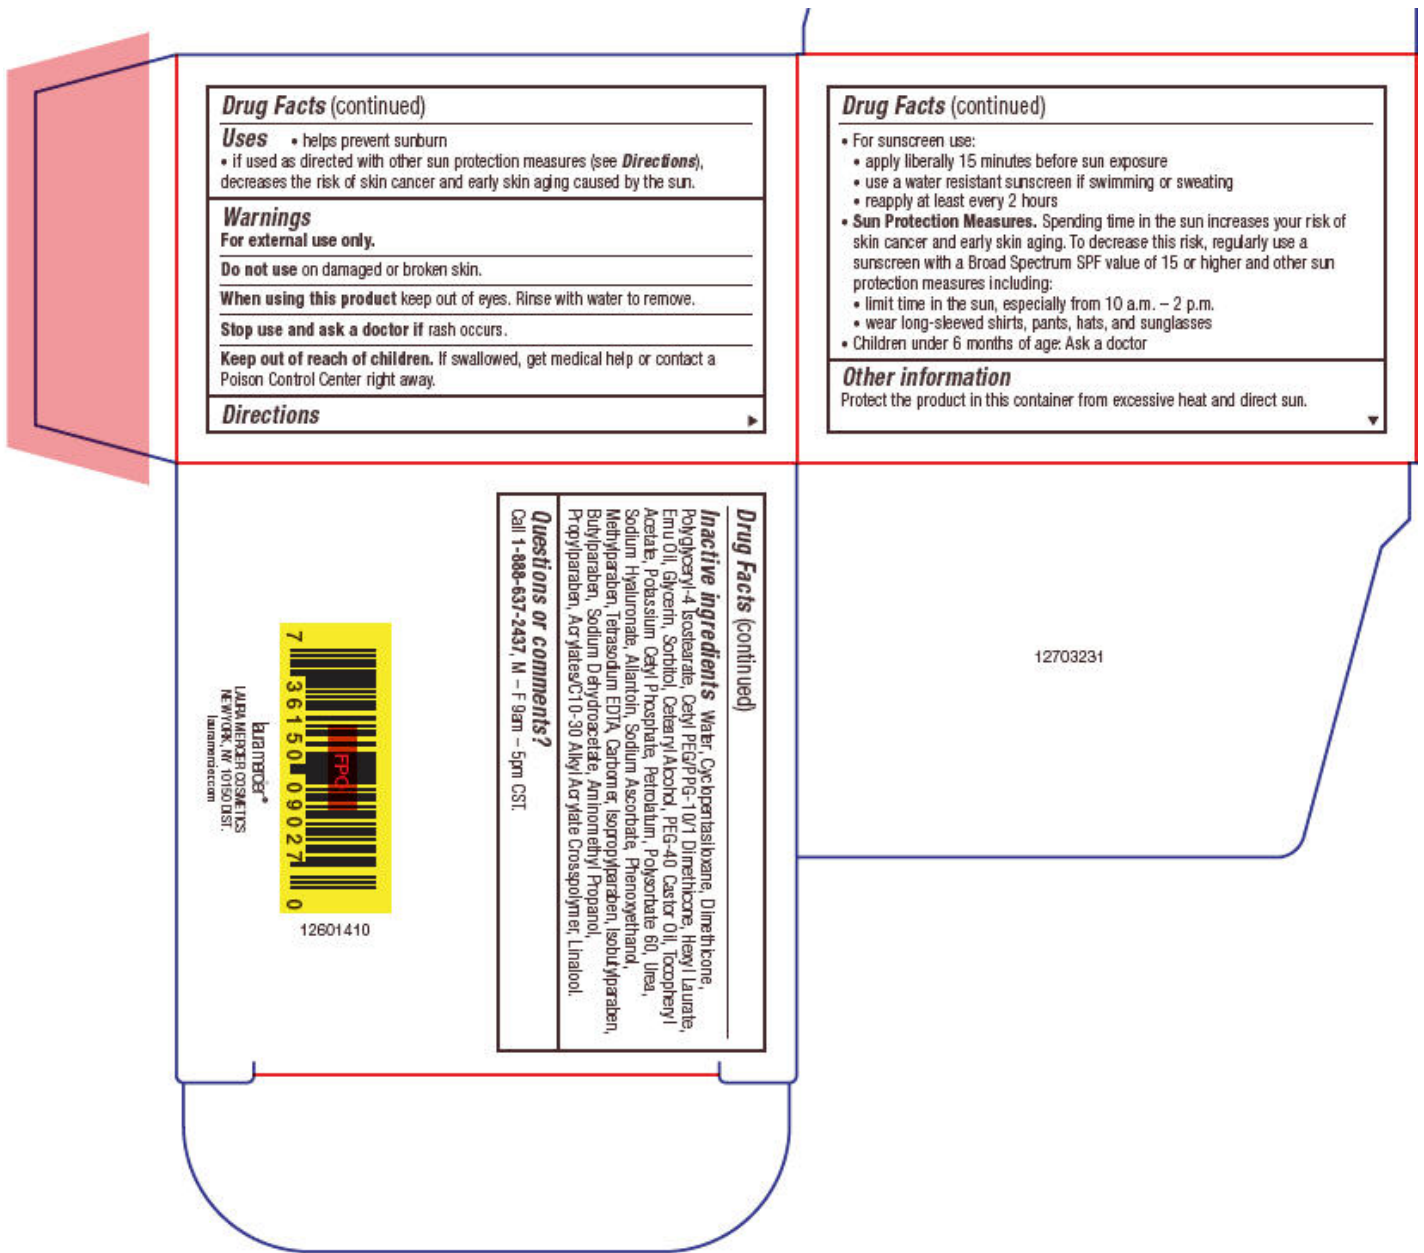 Drug Facts (continued)
Uses • helps prevent sunburn
• if used as directed with other sun protection measures (see Directions),
decreases the risk of skin cancer and early skin aging caused by the sun.
Warnings
For external use only.
Do not use on damaged or broken skin.
When using this product keep out of eyes. Rinse with water to remove.
Stop use and ask a doctor if rash occurs.
Keep out of reach of children. If swallowed, get medical help or contact a
Poison Control Center right away.
Directions
Drug Facts (continued)
• For sunscreen use:
• apply liberally 15 minutes before sun exposure
• use a water resistant sunscreen if swimming or sweating
• reapply at least every 2 hours
• Sun Protection Measures. Spending time in the sun increases your risk of
skin cancer and early skin aging. To decrease this risk, regularly use a
sunscreen with a Broad Spectrum SPF value of 15 or higher and other sun
protection measures including:
• limit time in the sun, especially from 10 a.m. – 2 p.m.
• wear long-sleeved shirts, pants, hats, and sunglasses
• Children under 6 months of age: Ask a doctor
Other information
Protect the product in this container from excessive heat and direct sun.
Drug Facts (continued)
Inactive ingredients Water, Cyclopentasiloxane, Dimethicone,
Polyglyceryl-4 Isostearate, Cetyl PEG/PPG-10/1 Dimethicone, Hexyl Laurate,
Emu Oil, Glycerin, Sorbitol, Cetearyl Alcohol, PEG-40 Castor Oil, Tocopheryl
Acetate, Potassium Cetyl Phosphate, Petrolatum, Polysorbate 60, Urea,
Sodium Hyaluronate, Allantoin, Sodium Ascorbate, Phenoxyethanol,
Methylparaben, Tetrasodium EDTA, Carbomer, Isopropylparaben, Isobutylparaben,
Butylparaben, Sodium Dehydroacetate, Aminomethyl Propanol,
Propylparaben, Acrylates/C10-30 Alkyl Acrylate Crosspolymer, Linalool.
Questions or comments?
Call 1-888-637-2437, M – F 9am – 5pm CST.
7 36150 09027 0
FPO
12601410
laura mercier®
LAURA MERCIER COSMETICS
NEW YORK, NY 10150 DIST.
lauramercier.com
12703231